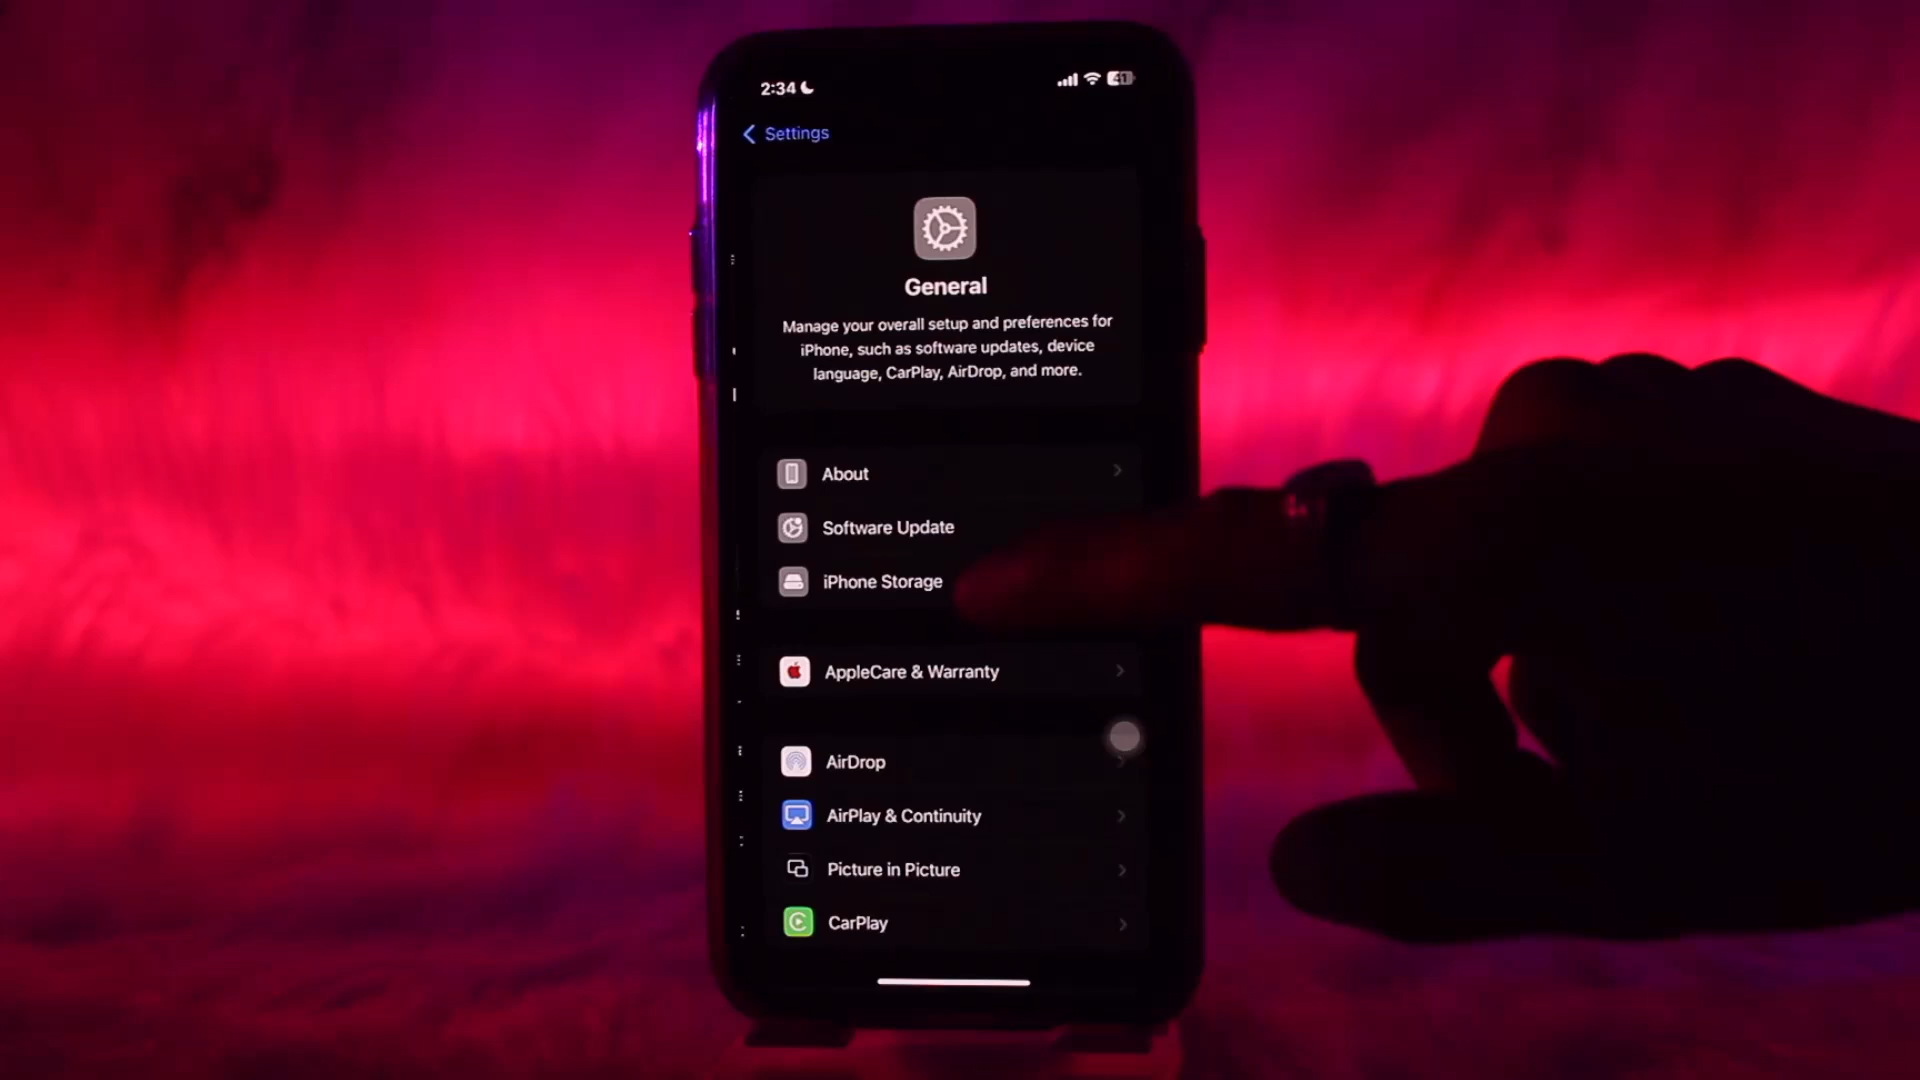 2:34
41
Settings
General
Manage your overall setup and preferences for
iPhone, such as software updates, device
language, CarPlay, AirDrop, and more.
About
Software Update
iPhone Storage
AppleCare & Warranty
AirDrop
AirPlay & Continuity
Picture in Picture
CarPlay